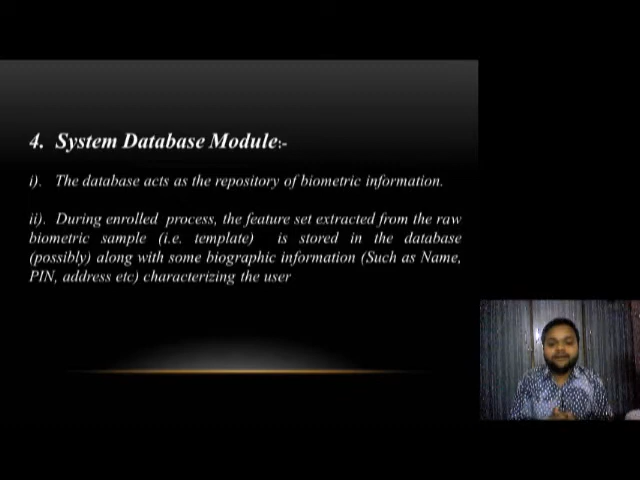 4. System Database Module:-
i). The database acts as the repository of biometric information.
ii). During enrolled process, the feature set extracted from the raw
biometric sample (i.e. template) is stored in the database
(possibly) along with some biographic information (Such as Name,
PIN, address etc) characterizing the user